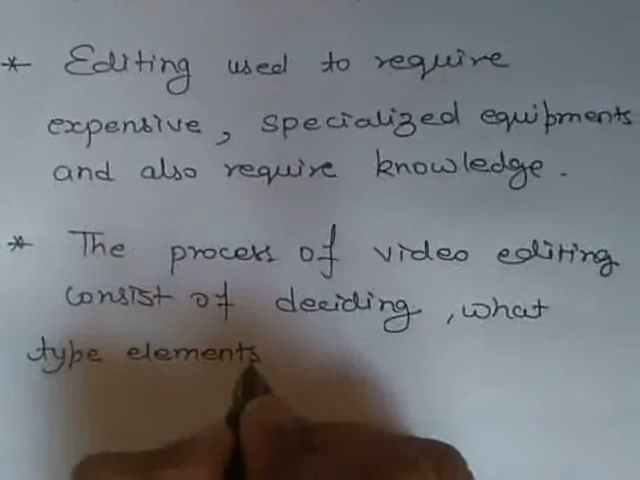 * Editing used to require
expensive, specialized equipments
and also require knowledge.
* The process of video editing
consist of deciding, what
type elements